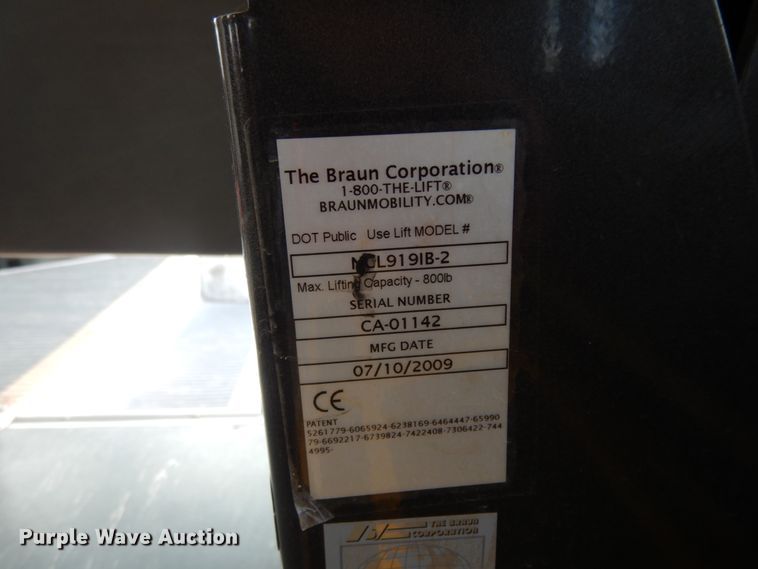 The Braun Corporation®
1-800-THE-LIFT®
BRAUNMOBILITY.COM®
DOT Public Use Lift MODEL #
NCL919IB-2
Max. Lifting Capacity - 800lb
SERIAL NUMBER
CA-01142
MFG DATE
07/10/2009
CE
PATENT
5261779-6065924-6238169-6464447-65990
79-6692217-6739824-7422408-7306422-744
4995-
THE BRAUN
CORPORATION
Purple Wave Auction